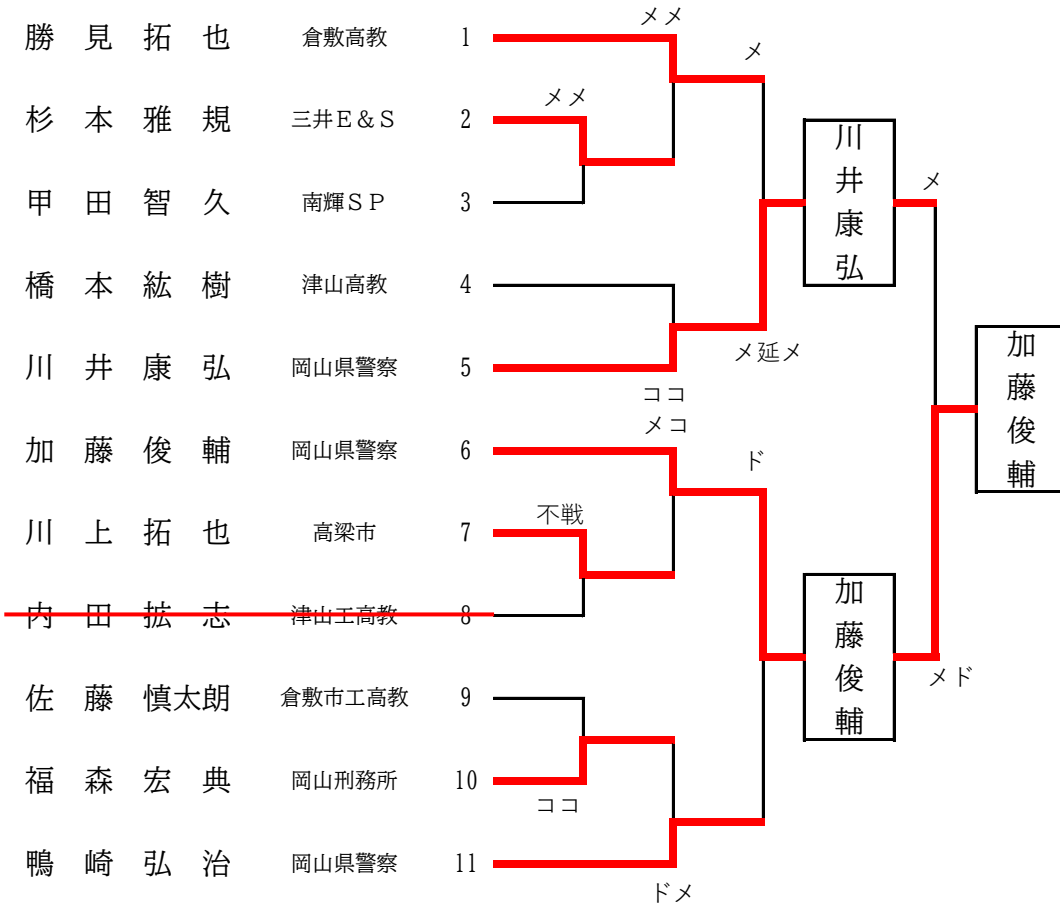 勝見拓也 倉敷高教 1
メメ
メ
杉本雅規 三井E&S 2
メメ
甲田智久 南輝SP 3
川井康弘
メ
橋本紘樹 津山高教 4
川井康弘 岡山県警察 5
メ延メ
ココ
メコ
加藤俊輔
加藤俊輔 岡山県警察 6
ド
川上拓也 高梁市 7
不戦
内田拡志 津山工高教 8
加藤俊輔
メド
佐藤慎太朗 倉敷市工高教 9
福森宏典 岡山刑務所 10
ココ
鴨崎弘治 岡山県警察 11
ドメ